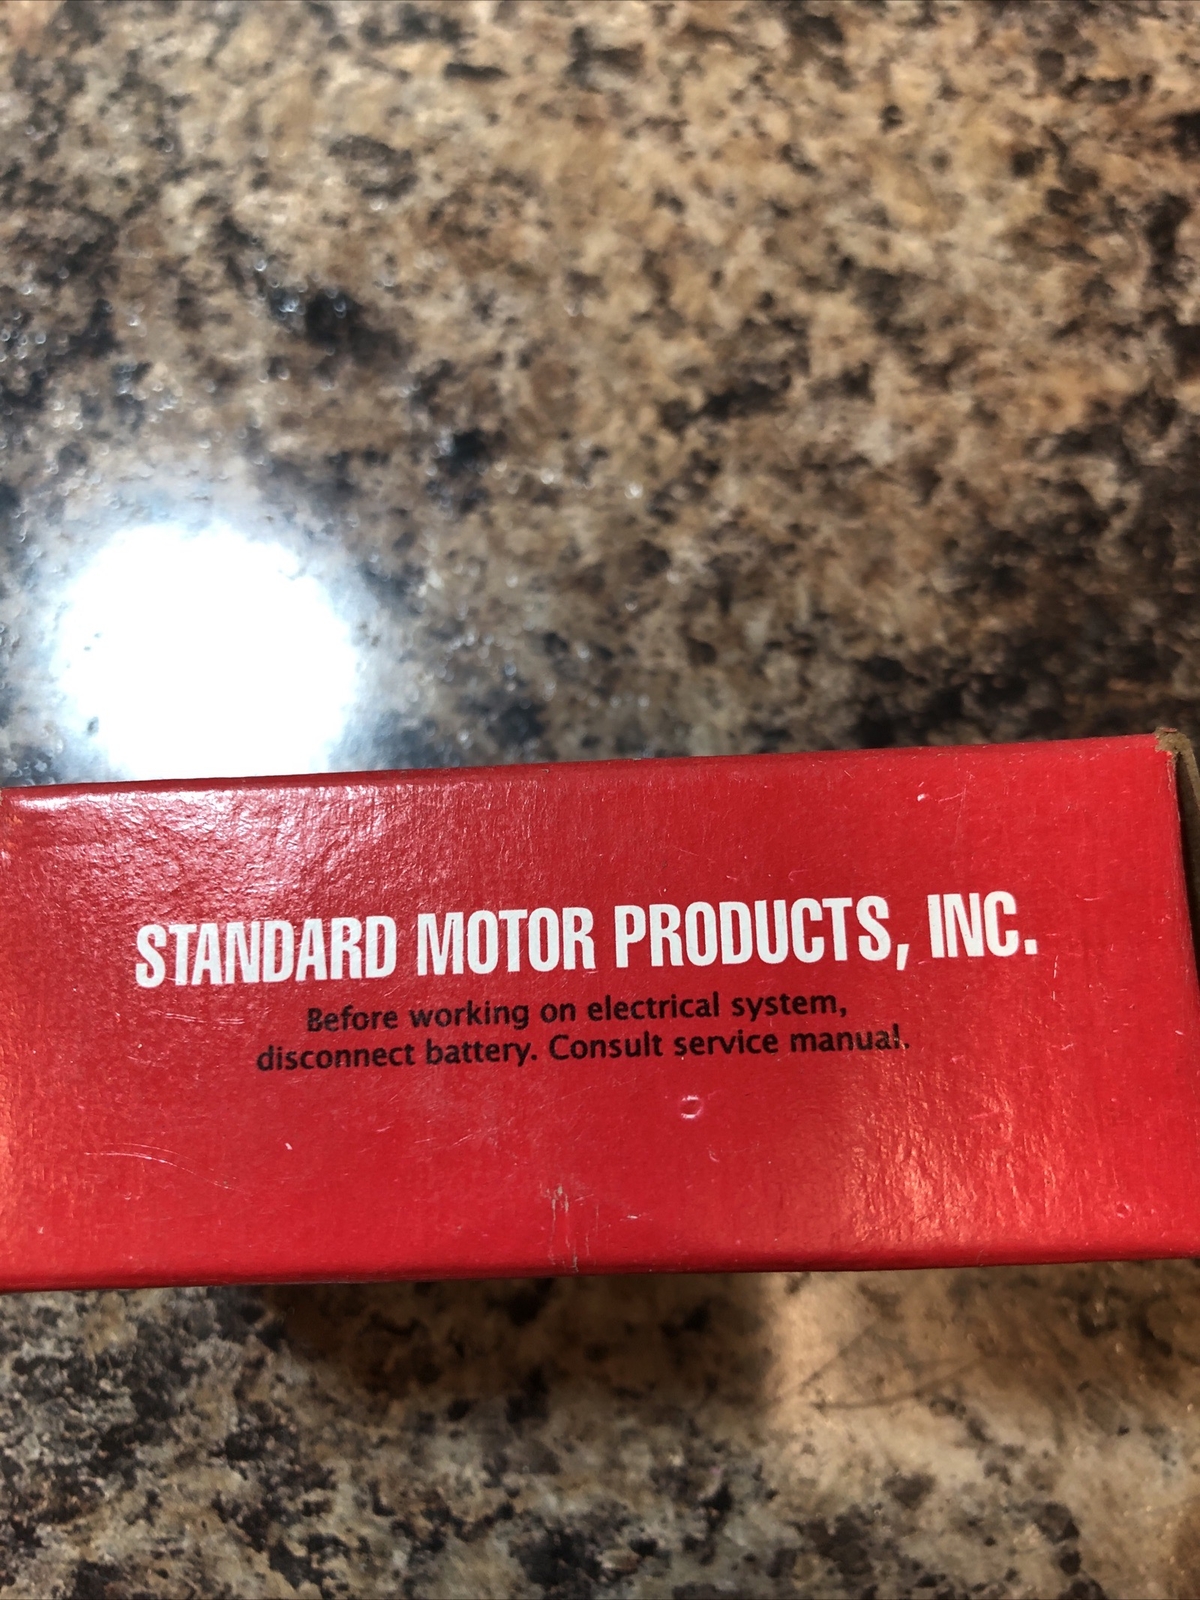 STANDARD MOTOR PRODUCTS, INC.
Before working on electrical system,
disconnect battery. Consult service manual.